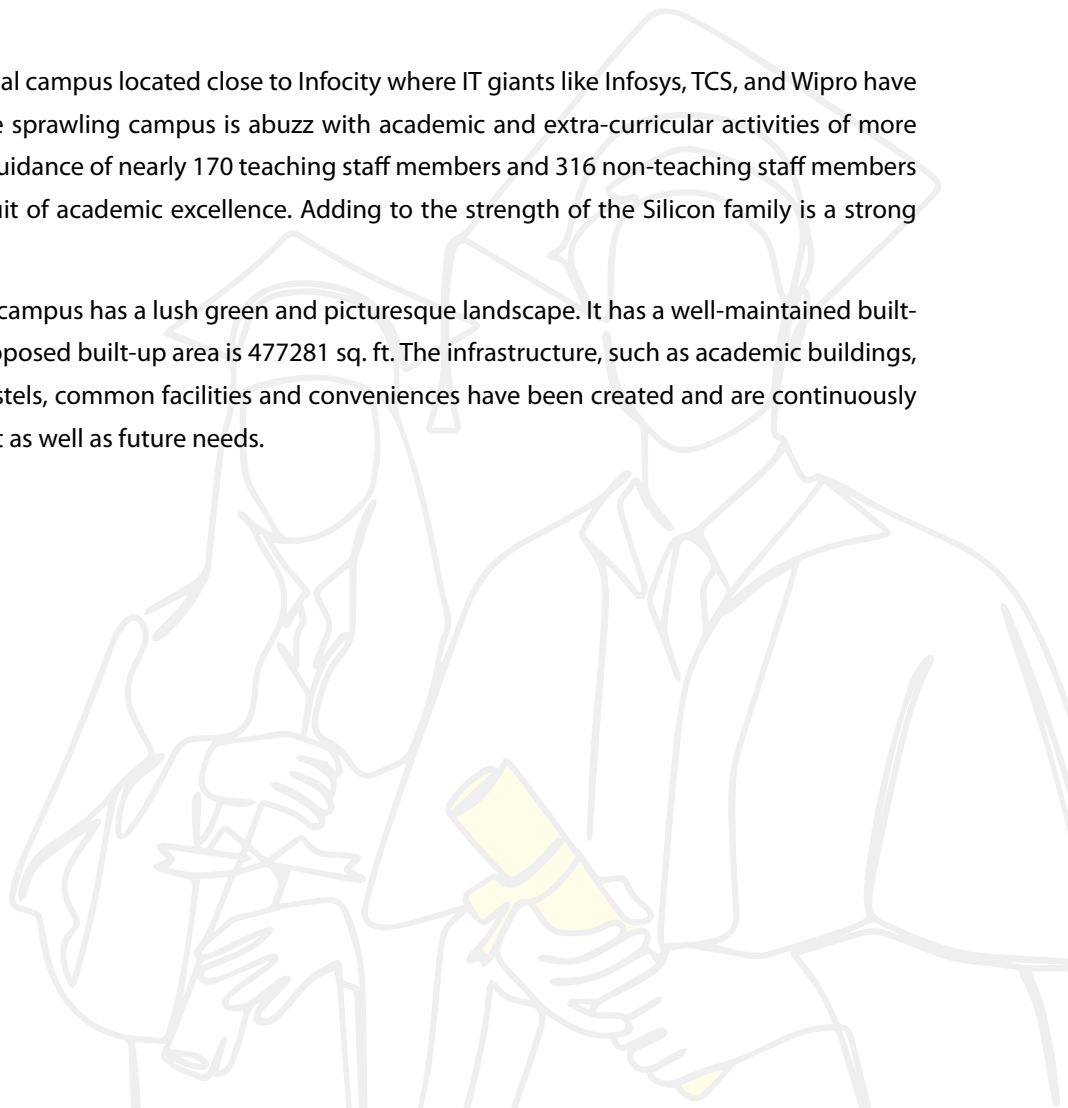 al campus located close to Infocity where IT giants like Infosys, TCS, and Wipro have
sprawling campus is abuzz with academic and extra-curricular activities of more
uidance of nearly 170 teaching staff members and 316 non-teaching staff members
uit of academic excellence. Adding to the strength of the Silicon family is a strong
campus has a lush green and picturesque landscape. It has a well-maintained built-
posed built-up area is 477281 sq. ft. The infrastructure, such as academic buildings,
stels, common facilities and conveniences have been created and are continuously
t as well as future needs.